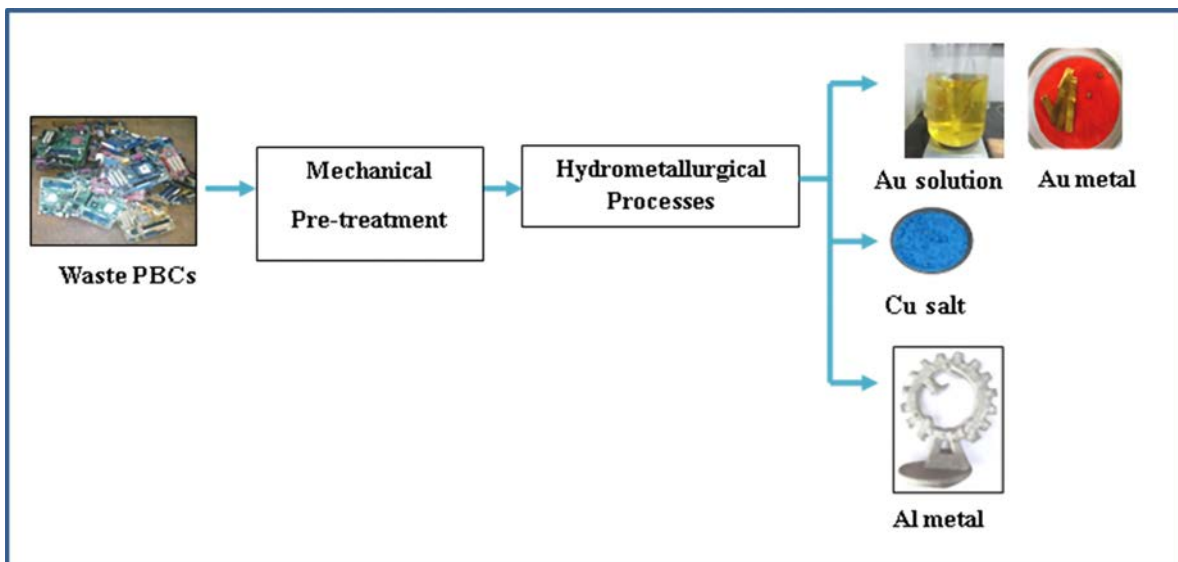 Waste PBCs
Mechanical
Pre-treatment
Hydrometallurgical
Processes
Au solution
Au metal
Cu salt
Al metal